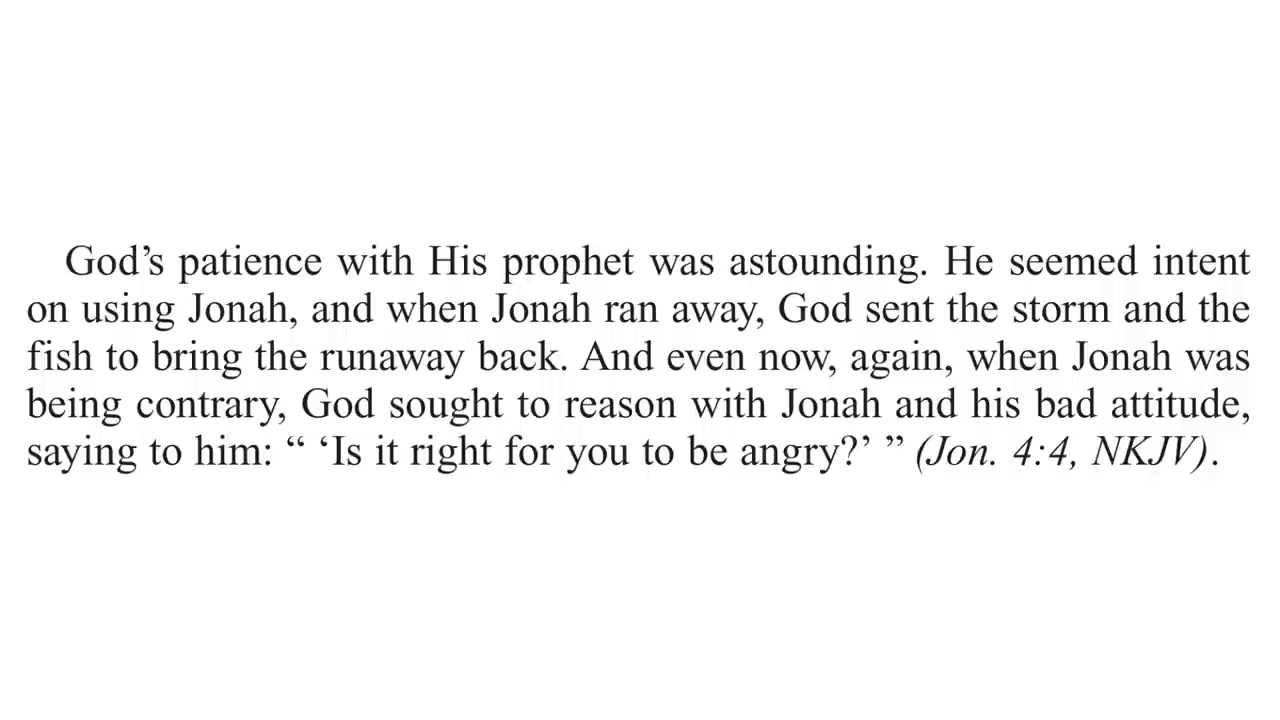 God’s patience with His prophet was astounding. He seemed intent
on using Jonah, and when Jonah ran away, God sent the storm and the
fish to bring the runaway back. And even now, again, when Jonah was
being contrary, God sought to reason with Jonah and his bad attitude,
saying to him: “ ‘Is it right for you to be angry?’ ” (Jon. 4:4, NKJV).